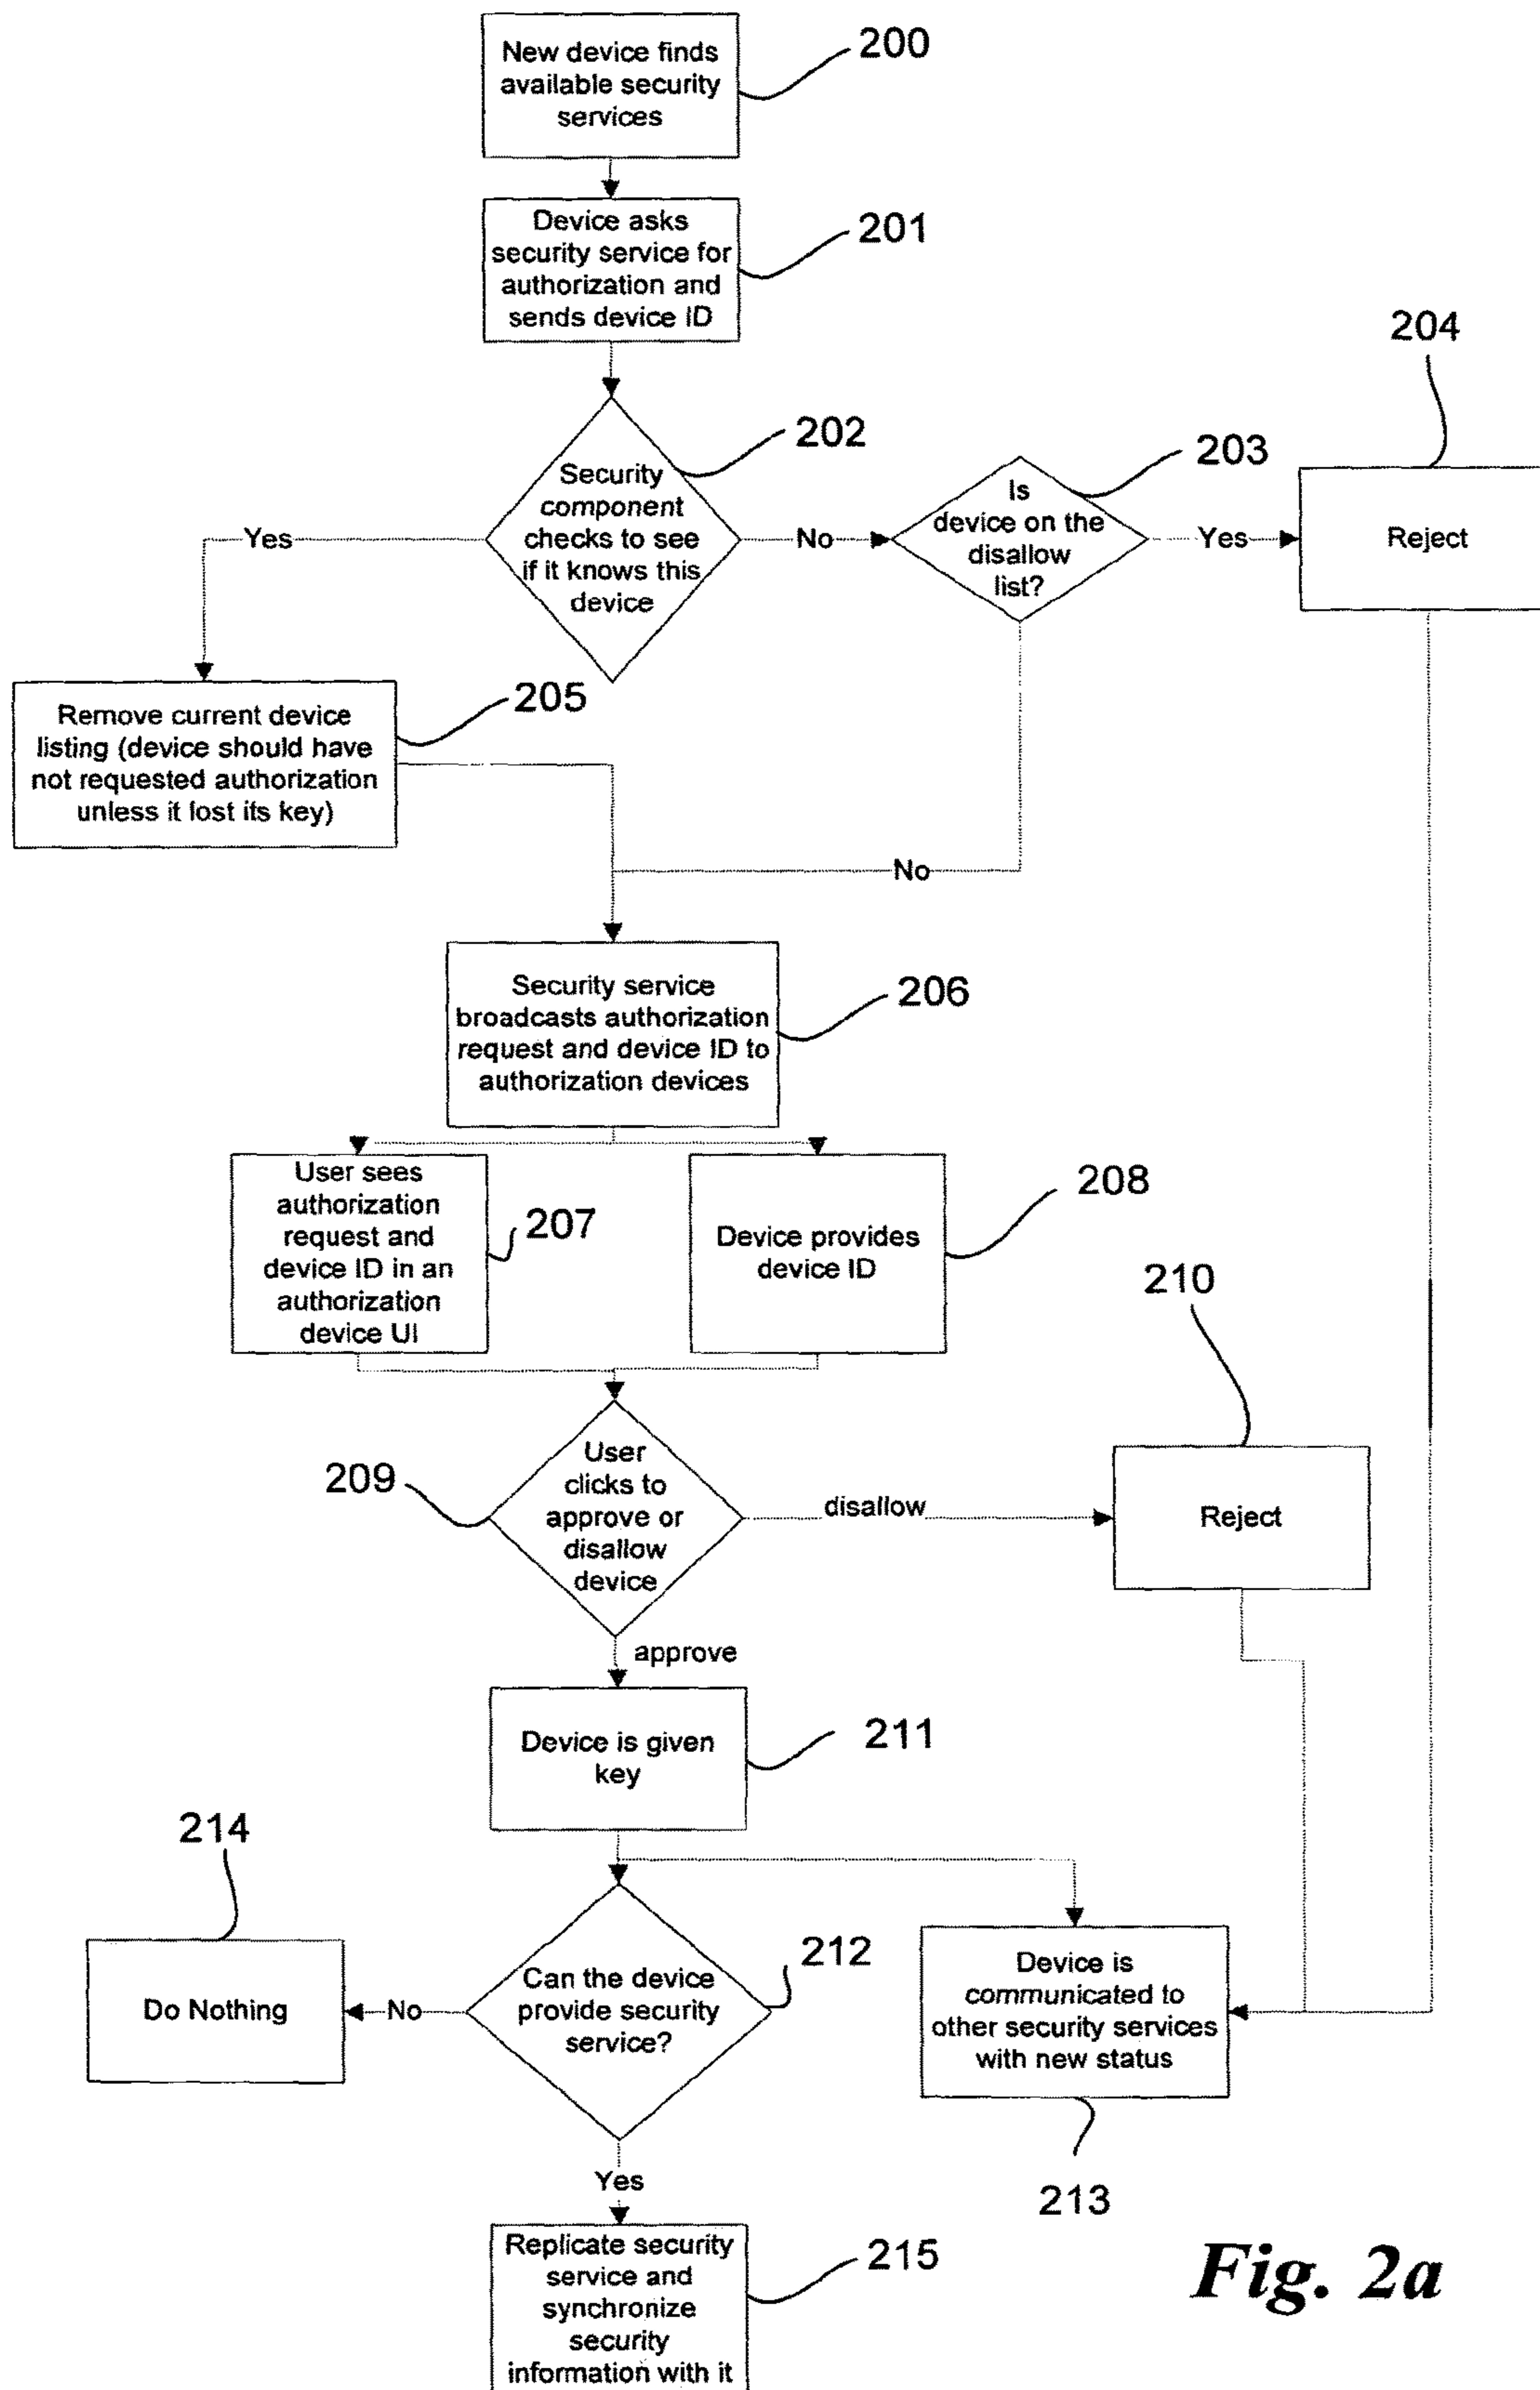 New device finds
available security
services
200
Device asks
security service for
authorization and
sends device ID
201
204
202
203
Security
component
checks to see
if it knows this
device
Is
device on the
disallow
list?
Reject
Yes
No
Yes
205
Remove current device
listing (device should have
not requested authorization
unless it lost its key)
No
Security service
broadcasts authorization
request and device ID to
authorization devices
206
User sees
authorization
request and
device ID in an
authorization
device UI
207
Device provides
device ID
208
210
209
User
clicks to
approve or
disallow
device
disallow
Reject
approve
Device is given
key
211
214
212
Do Nothing
No
Can the device
provide security
service?
Device is
communicated to
other security services
with new status
213
Yes
Replicate security
service and
synchronize
security
information with it
215
Fig. 2a